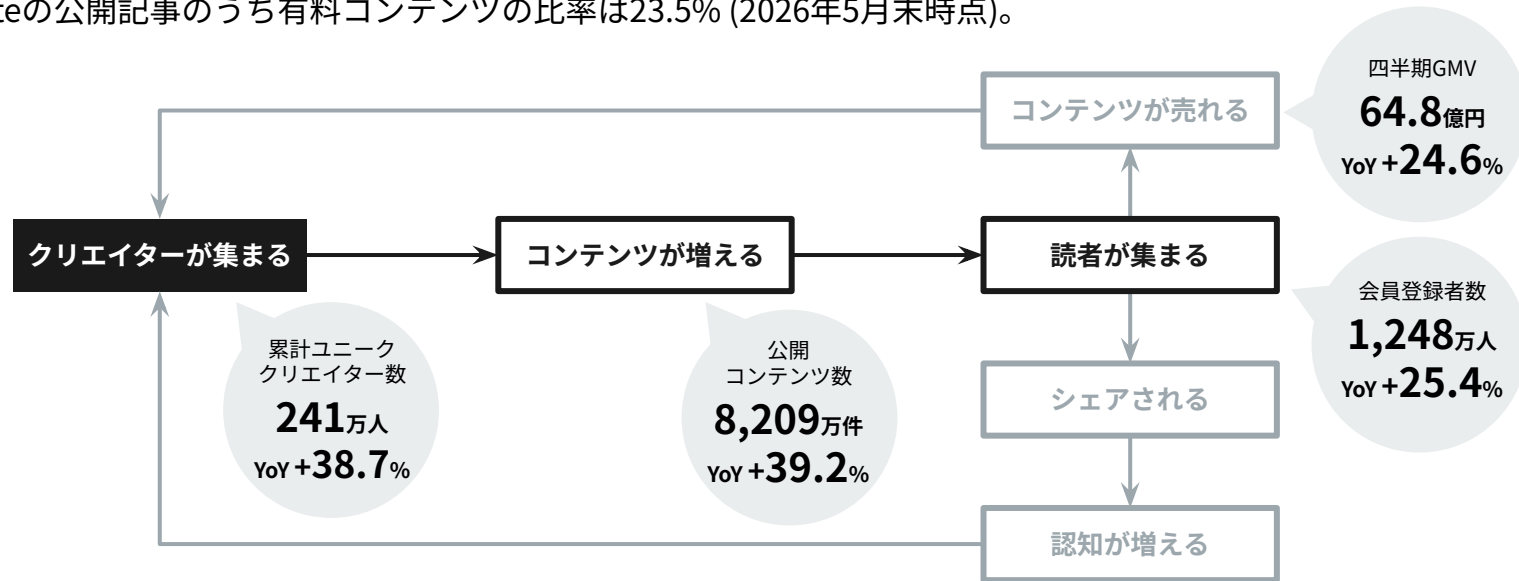 teの公開記事のうち有料コンテンツの比率は23.5% (2026年5月末時点)。
四半期GMV
64.8億円
YoY +24.6%
コンテンツが売れる
クリエイターが集まる
コンテンツが増える
読者が集まる
会員登録者数
1,248万人
YoY +25.4%
累計ユニーク
クリエイター数
241万人
YoY +38.7%
公開
コンテンツ数
8,209万件
YoY +39.2%
シェアされる
認知が増える